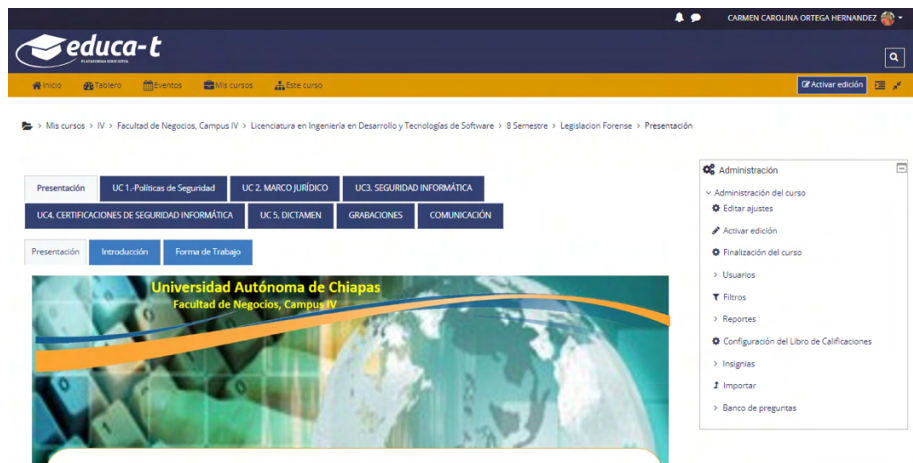 CARMEN CAROLINA ORTEGA HERNANDEZ
educa-t
PLATAFORMA EDUCATIVA
Inicio Tablero Eventos Mis cursos Este curso Activar edición
> Mis cursos > IV > Facultad de Negocios, Campus IV > Licenciatura en Ingeniería en Desarrollo y Tecnologías de Software > 8 Semestre > Legislacion Forense > Presentación
Presentación UC 1.-Políticas de Seguridad UC 2. MARCO JURÍDICO UC3. SEGURIDAD INFORMÁTICA
UC4. CERTIFICACIONES DE SEGURIDAD INFORMÁTICA UC 5. DICTAMEN GRABACIONES COMUNICACIÓN
Presentación Introducción Forma de Trabajo
Universidad Autónoma de Chiapas
Facultad de Negocios, Campus IV
Administración
Administración del curso
Editar ajustes
Activar edición
Finalización del curso
> Usuarios
Filtros
> Reportes
Configuración del Libro de Calificaciones
> Insignias
Importar
> Banco de preguntas